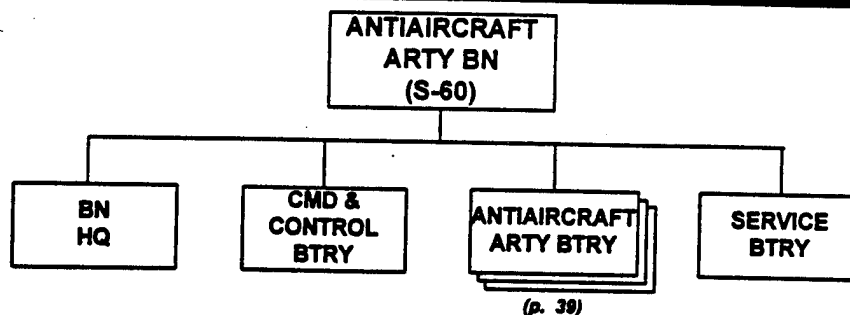 ANTIAIRCRAFT
ARTY BN
(S-60)
BN
HQ
CMD &
CONTROL
BTRY
ANTIAIRCRAFT
ARTY BTRY
SERVICE
BTRY
(p. 39)